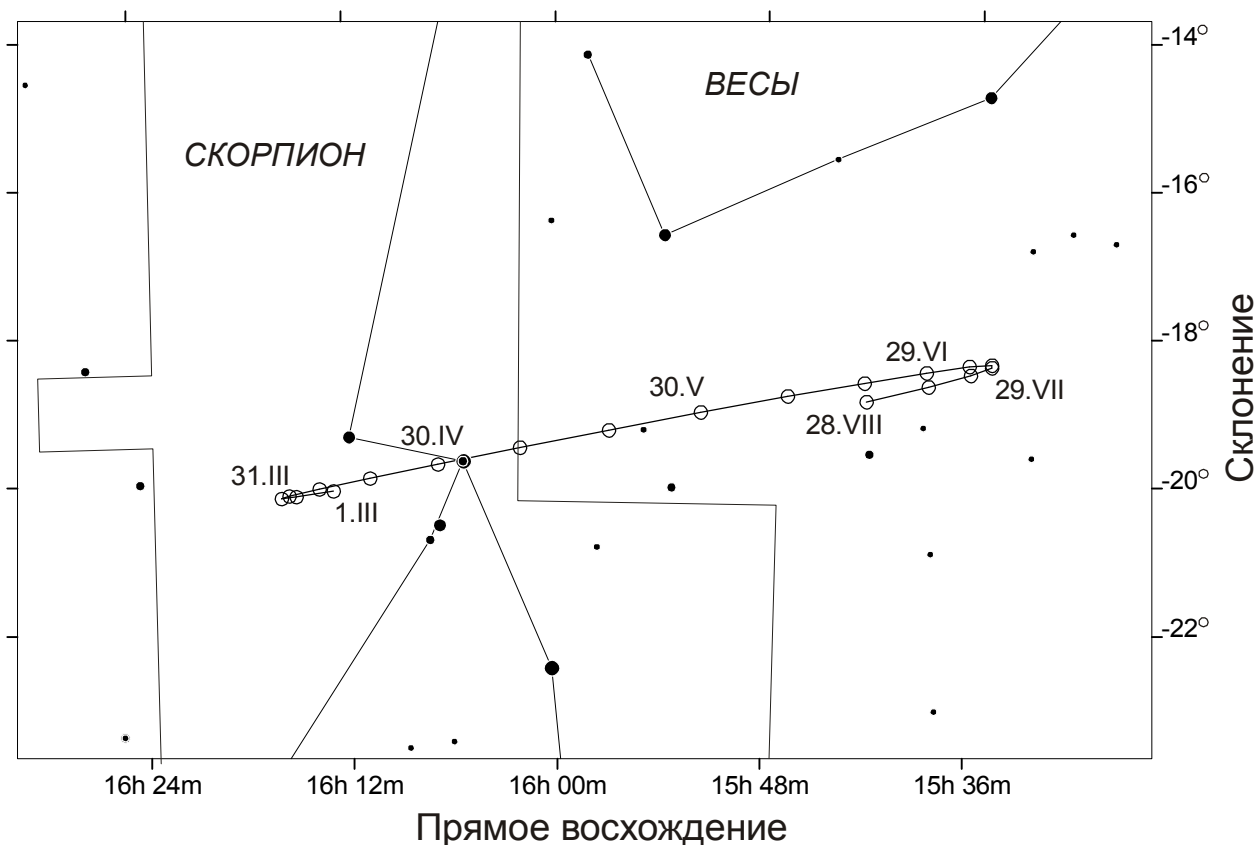 -14°
ВЕСЫ
СКОРПИОН
-16°
-18°
29.VI
30.V
29.VII
28.VIII
30.IV
31.III
1.III
-20°
-22°
Склонение
16h 24m 16h 12m 16h 00m 15h 48m 15h 36m
Прямое восхождение